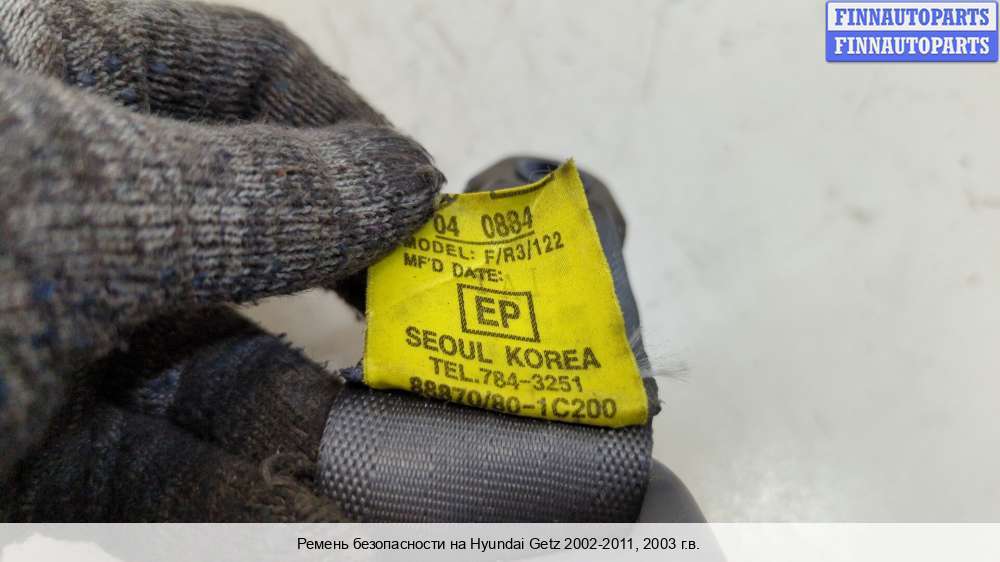 FINNAUTOPARTS
FINNAUTOPARTS
04 0884
MODEL: F/R3/122
MF'D DATE:
EP
SEOUL KOREA
TEL.784-3251
88870/80-1C200
Ремень безопасности на Hyundai Getz 2002-2011, 2003 г.в.